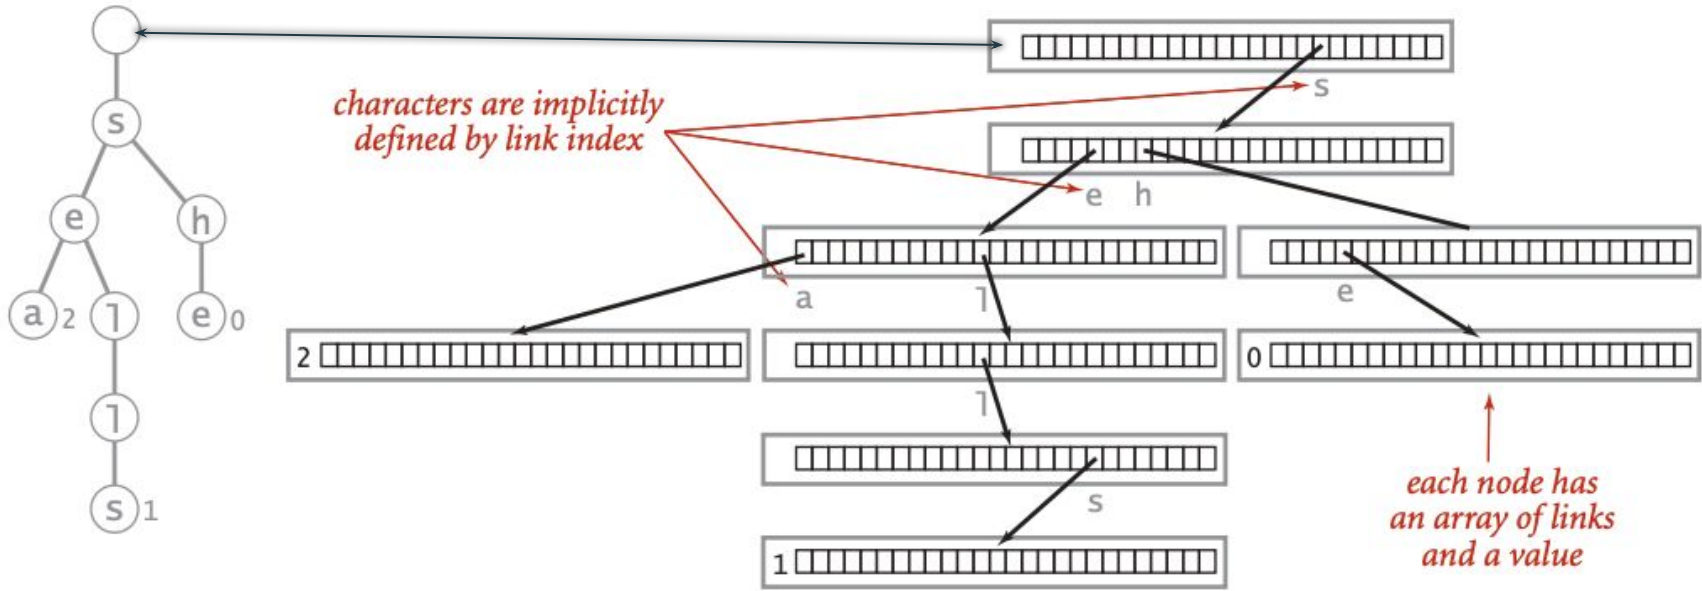 s
characters are implicitly
defined by link index
s
e h
e h
a l
e
a 2 l e 0
2
0
l
l
s
each node has
an array of links
and a value
s 1
1